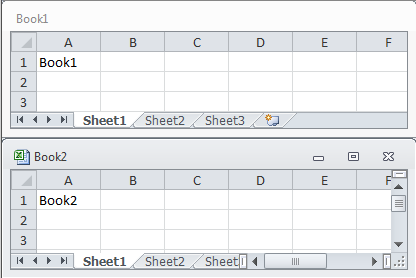 Book1
A B C D E F
1 Book1
2
3
Sheet1 Sheet2 Sheet3
Book2
A B C D E F
1 Book2
2
3
Sheet1 Sheet2 Sheet